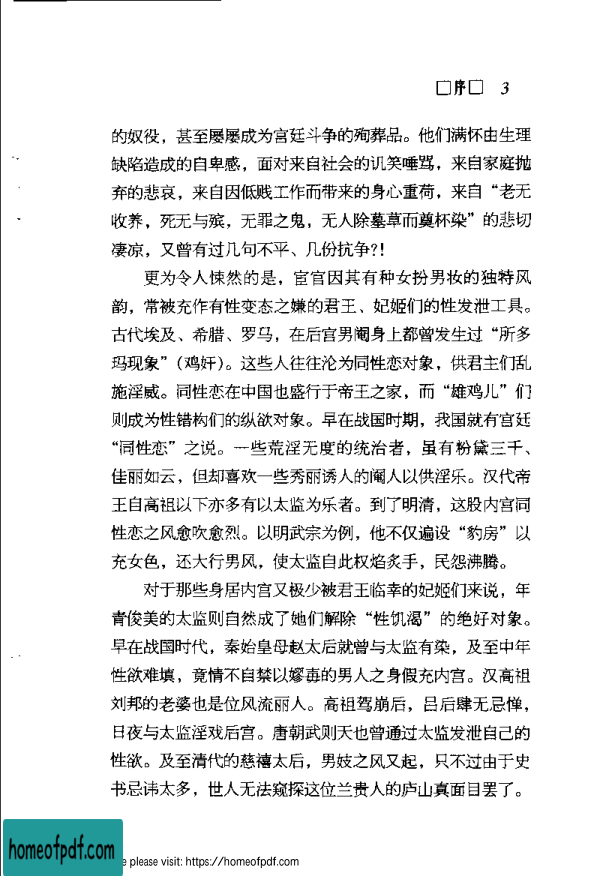 □序□ 3
的奴役，甚至屡屡成为宫廷斗争的殉葬品。他们满怀由生理
缺陷造成的自卑感，面对来自社会的讥笑唾骂，来自家庭抛
弃的悲哀，来自因低贱工作而带来的身心重荷，来自“老无
收养，死无与殡，无罪之鬼，无人除墓草而奠杯染”的悲切
凄凉，又曾有过几句不平、几份抗争?!
更为令人悚然的是，宦官因其有种女扮男妆的独特风
韵，常被充作有性变态之嫌的君王、妃姬们的性发泄工具。
古代埃及、希腊、罗马，在后宫男阉身上都曾发生过“所多
玛现象”(鸡奸)。这些人往往沦为同性恋对象，供君主们乱
施淫威。同性恋在中国也盛行于帝王之家，而“雄鸡儿”们
则成为性错构们的纵欲对象。早在战国时期，我国就有宫廷
“同性恋”之说。一些荒淫无度的统治者，虽有粉黛三千、
佳丽如云，但却喜欢一些秀丽诱人的阉人以供淫乐。汉代帝
王自高祖以下亦多有以太监为乐者。到了明清，这股内宫同
性恋之风愈吹愈烈。以明武宗为例，他不仅遍设“豹房”以
充女色，还大行男风，使太监自此权焰炙手，民怨沸腾。
对于那些身居内宫又极少被君王临幸的妃姬们来说，年
青俊美的太监则自然成了她们解除“性饥渴”的绝好对象。
早在战国时代，秦始皇母赵太后就曾与太监有染，及至中年
性欲难填，竟情不自禁以嫪毐的男人之身假充内宫。汉高祖
刘邦的老婆也是位风流丽人。高祖驾崩后，吕后肆无忌惮，
日夜与太监淫戏后宫。唐朝武则天也曾通过太监发泄自己的
性欲。及至清代的慈禧太后，男妓之风又起，只不过由于史
书忌讳太多，世人无法窥探这位兰贵人的庐山真面目罢了。
homeofpdf.com
e please visit: https://homeofpdf.com